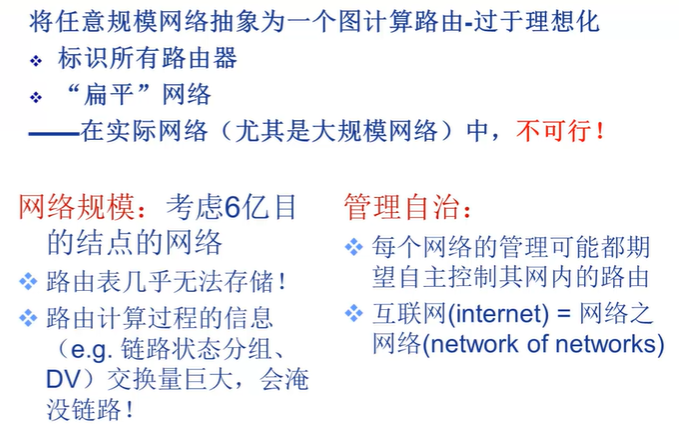 将任意规模网络抽象为一个图计算路由-过于理想化
❖ 标识所有路由器
❖ “扁平”网络
——在实际网络（尤其是大规模网络）中，不可行！
网络规模：考虑6亿目
的结点的网络
❖ 路由表几乎无法存储！
❖ 路由计算过程的信息
（e.g. 链路状态分组、
DV）交换量巨大，会淹
没链路！
管理自治：
❖ 每个网络的管理可能都期
望自主控制其网内的路由
❖ 互联网(internet) = 网络之
网络(network of networks)